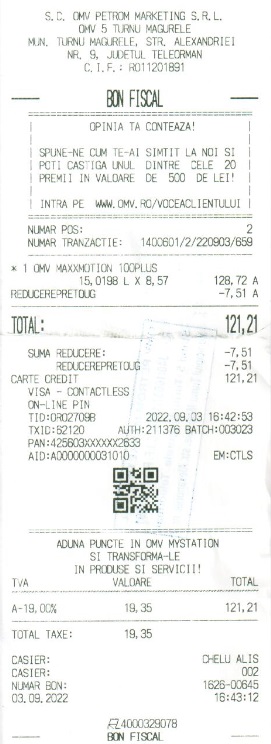 S.C. OMV PETROM MARKETING S.R.L.
OMV 5 TURNU MAGURELE
MUN. TURNU MAGURELE, STR. ALEXANDRIEI
NR. 9, JUDETUL TELEORMAN
C.I.F.: RO11201891
BON FISCAL
OPINIA TA CONTEAZA!
SPUNE-NE CUM TE-AI SIMTIT LA NOI SI
POTI CASTIGA UNUL DINTRE CELE 20
PREMII IN VALOARE DE 500 DE LEI!
INTRA PE WWW.OMV.RO/VOCEACLIENTULUI
NUMAR POS: 2
NUMAR TRANZACTIE: 1400601/2/220903/659
* 1 OMV MAXXMOTION 100PLUS
15,0198 L X 8,57 128,72 A
REDUCEREPRETOUG -7,51 A
TOTAL: 121,21
SUMA REDUCERE: -7,51
REDUCEREPRETOUG -7,51
CARTE CREDIT 121,21
VISA - CONTACTLESS
ON-LINE PIN
TID:0R02709B 2022.09.03 16:42:53
TXID:62120 AUTH:211376 BATCH:003023
PAN:425603XXXXXX2633
AID:A0000000031010 EM:CTLS
ADUNA PUNCTE IN OMV MYSTATION
SI TRANSFORMA-LE
IN PRODUSE SI SERVICII!
TVA VALOARE TOTAL
A-19,00% 19,35 121,21
TOTAL TAXE: 19,35
CASIER: CHELU ALIS
CASIER: 002
NUMAR BON: 1626-00645
03.09.2022 16:43:12
4000329078
BON FISCAL